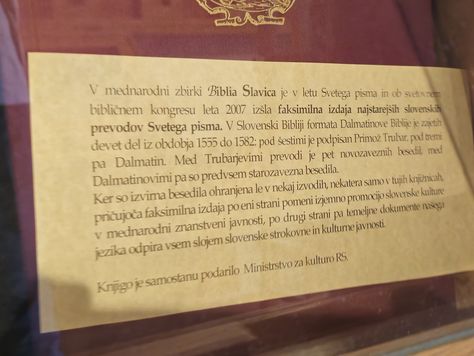 V mednarodni zbirki Biblia Slavica je v letu Svetega pisma in ob svetovnem
bibličnem kongresu leta 2007 izšla faksimilna izdaja najstarejših slovenskih
prevodov Svetega pisma. V Slovenski Bibliji formata Dalmatinove Biblije je zajetih
devet del iz obdobja 1555 do 1582: pod šestimi je podpisan Primož Trubar, pod tremi
pa Dalmatin. Med Trubarjevimi prevodi je pet novozaveznih besedil, med
Dalmatinovimi pa so predvsem starozavezna besedila.
Ker so izvirna besedila ohranjena le v nekaj izvodih, nekatera samo v tujih knjižnicah,
pričujoča faksimilna izdaja po eni strani pomeni izjemno promocijo slovenske kulture
v mednarodni znanstveni javnosti, po drugi strani pa temeljne dokumente našega
jezika odpira vsem slojem slovenske strokovne in kulturne javnosti.
Knjigo je samostanu podarilo Ministrstvo za kulturo RS.